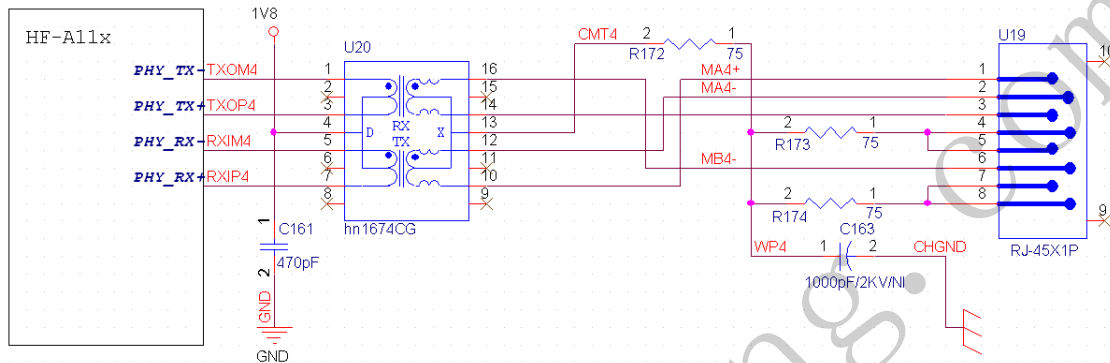 HF-A11x
PHY_TX- TXOM4
PHY_TX+ TXOP4
PHY_RX- RXIM4
PHY_RX+ RXIP4
1V8
1
C161
470pF
2
GND
GND
U20
1
2
3
4
5
6
7
8
D
RX
TX
X
16
15
14
13
12
11
10
9
hn1674CG
CMT4
2
1
R172
75
MA4+
MA4-
2
1
R173
75
MB4-
2
1
R174
75
WP4
C163
1
2
1000pF/2KV/NI
CHGND
U19
1
2
3
4
5
6
7
8
10
9
RJ-45X1P